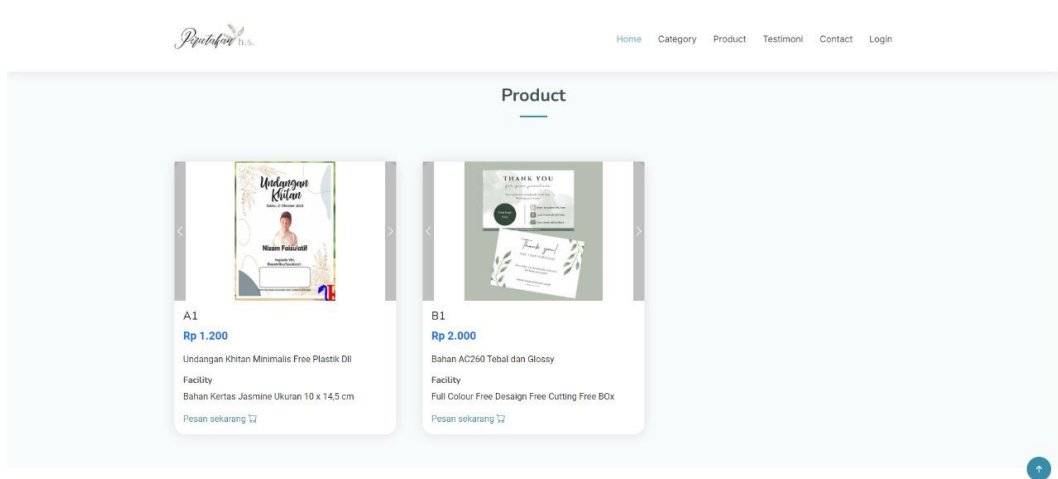 h.s.
Home Category Product Testimoni Contact Login
Product
Undangan
Khitan
Nizam Faisulatif
THANK YOU
Thank you!
A1
Rp 1.200
Undangan Khitan Minimalis Free Plastik Dll
Facility
Bahan Kertas Jasmine Ukuran 10 x 14,5 cm
Pesan sekarang
B1
Rp 2.000
Bahan AC260 Tebal dan Glossy
Facility
Full Colour Free Desaign Free Cutting Free BOx
Pesan sekarang